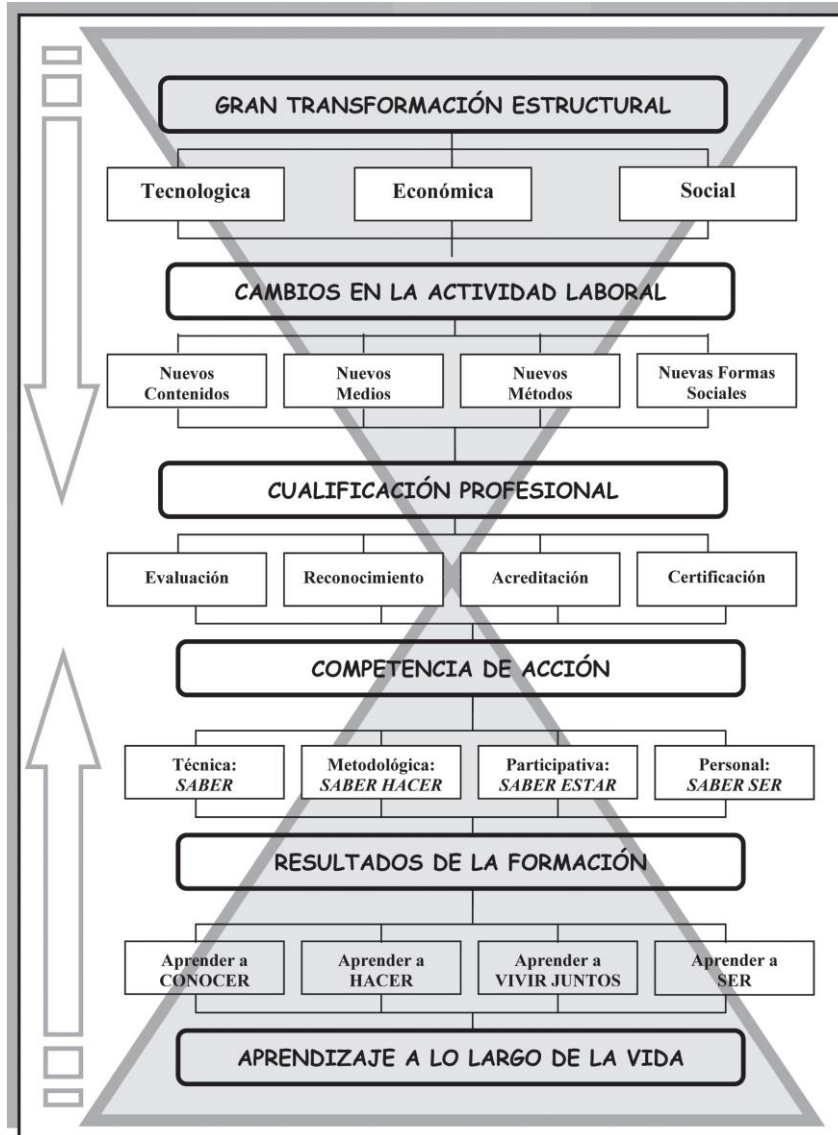 GRAN TRANSFORMACIÓN ESTRUCTURAL
Tecnologica
Económica
Social
CAMBIOS EN LA ACTIVIDAD LABORAL
Nuevos
Contenidos
Nuevos
Medios
Nuevos
Métodos
Nuevas Formas
Sociales
CUALIFICACIÓN PROFESIONAL
Evaluación
Reconocimiento
Acreditación
Certificación
COMPETENCIA DE ACCIÓN
Técnica:
SABER
Metodológica:
SABER HACER
Participativa:
SABER ESTAR
Personal:
SABER SER
RESULTADOS DE LA FORMACIÓN
Aprender a
CONOCER
Aprender a
HACER
Aprender a
VIVIR JUNTOS
Aprender a
SER
APRENDIZAJE A LO LARGO DE LA VIDA